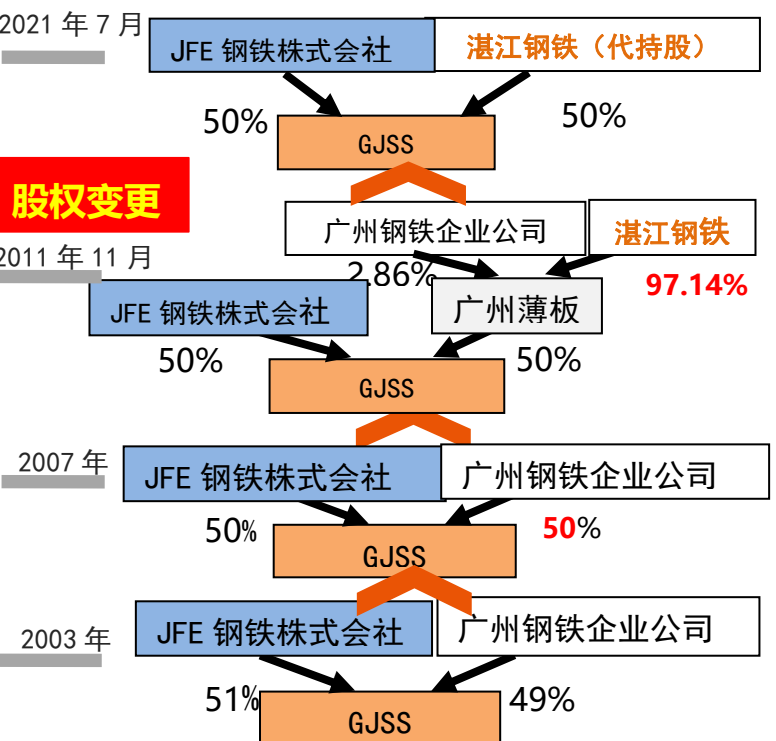 2021 年 7 月
JFE 钢铁株式会社
湛江钢铁（代持股）
50%
50%
GJSS
股权变更
广州钢铁企业公司
湛江钢铁
2011 年 11 月
2.86%
97.14%
JFE 钢铁株式会社
广州薄板
50%
50%
GJSS
2007 年
JFE 钢铁株式会社
广州钢铁企业公司
50%
50%
GJSS
2003 年
JFE 钢铁株式会社
广州钢铁企业公司
51%
49%
GJSS